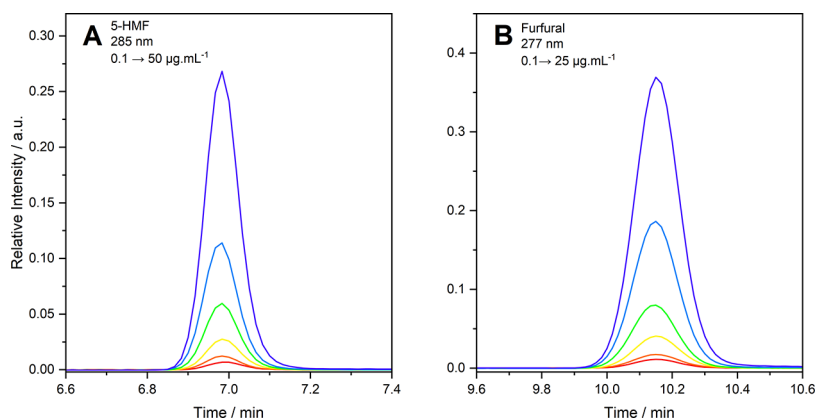 A
5-HMF
285 nm
0.1 → 50 µg.mL⁻¹
0.30
0.25
0.20
0.15
0.10
0.05
0.00
Relative Intensity / a.u.
6.6 6.8 7.0 7.2 7.4
Time / min
B
Furfural
277 nm
0.1→ 25 µg.mL⁻¹
0.4
0.3
0.2
0.1
0.0
9.6 9.8 10.0 10.2 10.4 10.6
Time / min